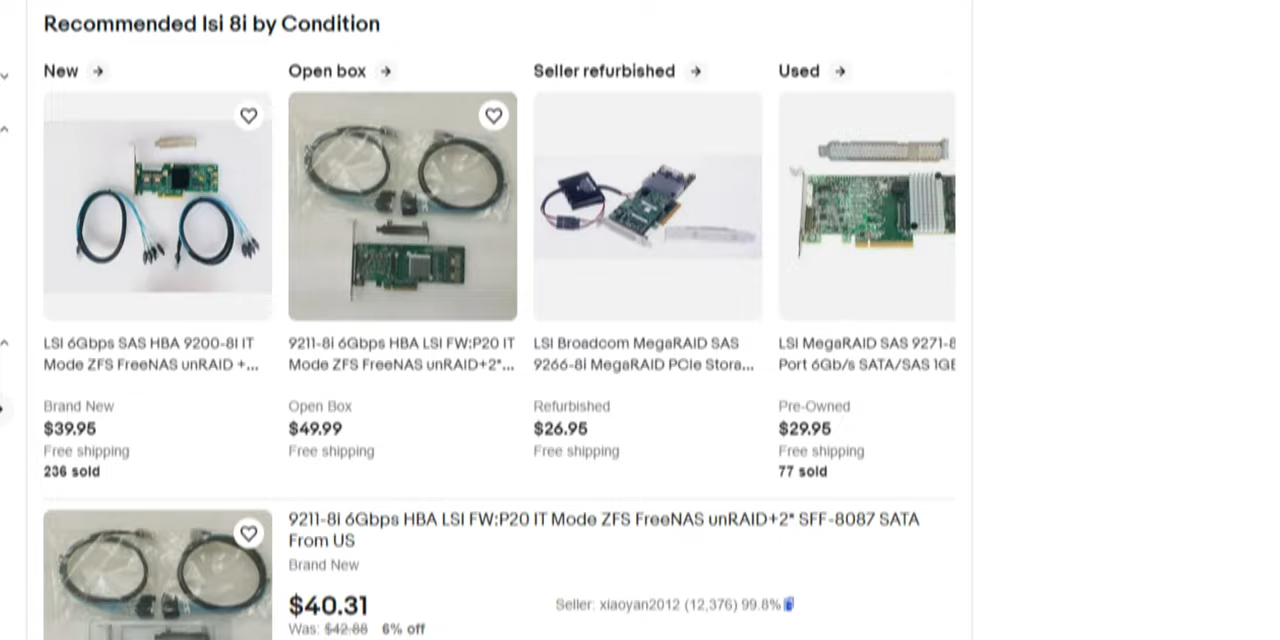 Recommended lsi 8i by Condition
New →
Open box →
Seller refurbished →
Used →
LSI 6Gbps SAS HBA 9200-8I IT
Mode ZFS FreeNAS unRAID +...
Brand New
$39.95
Free shipping
236 sold
9211-8i 6Gbps HBA LSI FW:P20 IT
Mode ZFS FreeNAS unRAID+2*...
Open Box
$49.99
Free shipping
LSI Broadcom MegaRAID SAS
9266-8i MegaRAID PCIe Stora...
Refurbished
$26.95
Free shipping
LSI MegaRAID SAS 9271-8
Port 6Gb/s SATA/SAS 1GB
Pre-Owned
$29.95
Free shipping
77 sold
9211-8i 6Gbps HBA LSI FW:P20 IT Mode ZFS FreeNAS unRAID+2* SFF-8087 SATA
From US
Brand New
$40.31
Seller: xiaoyan2012 (12,376) 99.8%
Was: $42.88 6% off